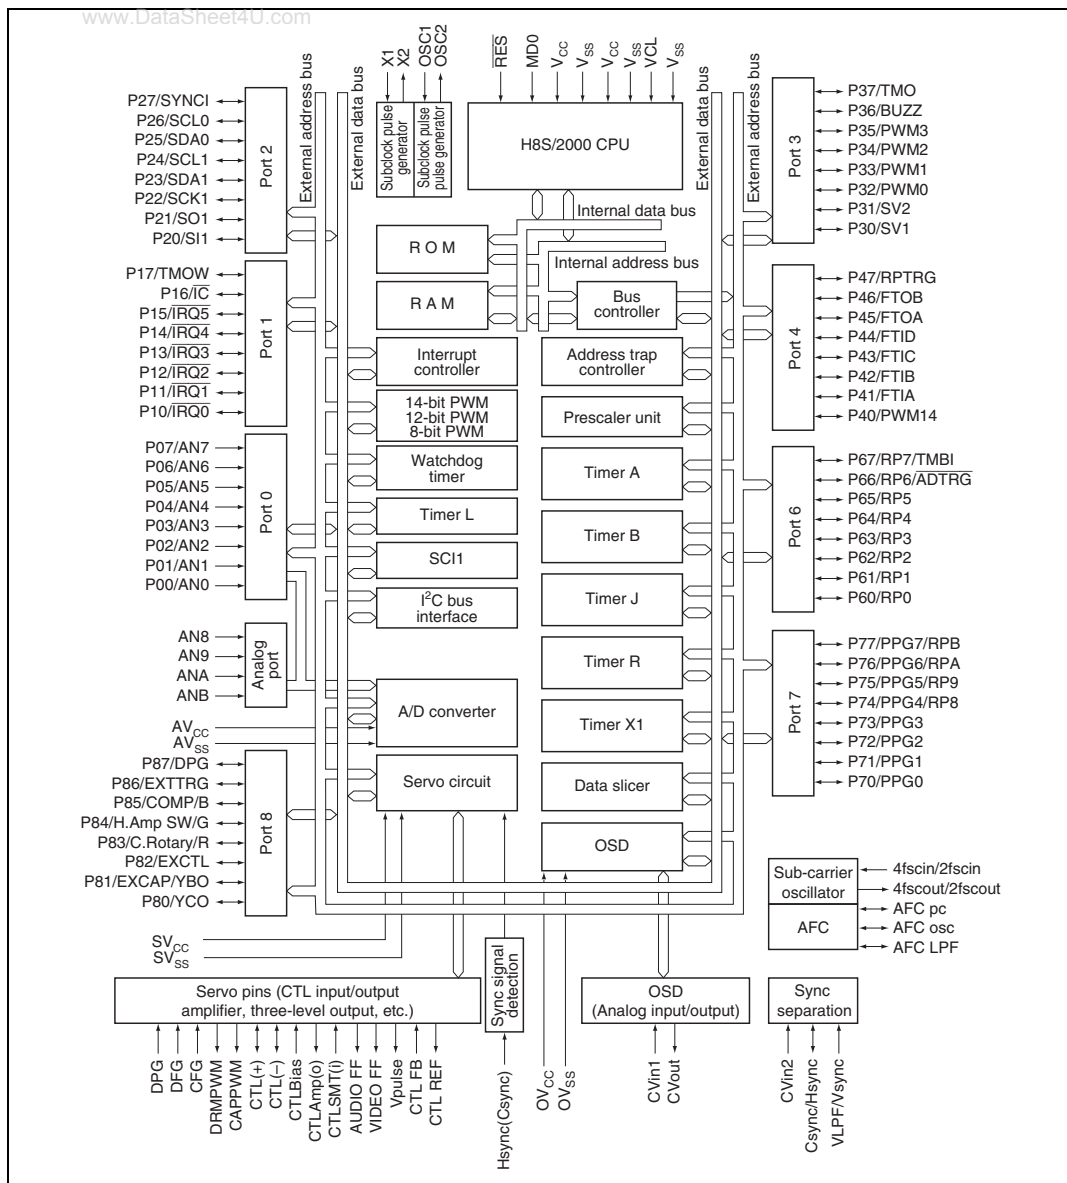 www.DataSheet4U.com
X1
X2
OSC1
OSC2
RES
MD0
VCC
VSS
VCC
VSS
VCL
VSS
External address bus
External data bus
External data bus
External address bus
P27/SYNCI
P26/SCL0
P25/SDA0
P24/SCL1
P23/SDA1
P22/SCK1
P21/SO1
P20/SI1
Port 2
Subclock pulse
generator
Subclock pulse
pulse generator
H8S/2000 CPU
Port 3
P37/TMO
P36/BUZZ
P35/PWM3
P34/PWM2
P33/PWM1
P32/PWM0
P31/SV2
P30/SV1
Internal data bus
Internal address bus
ROM
RAM
Bus
controller
P17/TMOW
P16/IC
P15/IRQ5
P14/IRQ4
P13/IRQ3
P12/IRQ2
P11/IRQ1
P10/IRQ0
Port 1
Interrupt
controller
14-bit PWM
12-bit PWM
8-bit PWM
Watchdog
timer
Timer L
SCI1
I2C bus
interface
A/D converter
Servo circuit
Address trap
controller
Prescaler unit
Timer A
Timer B
Timer J
Timer R
Timer X1
Data slicer
OSD
Port 4
P47/RPTRG
P46/FTOB
P45/FTOA
P44/FTID
P43/FTIC
P42/FTIB
P41/FTIA
P40/PWM14
P07/AN7
P06/AN6
P05/AN5
P04/AN4
P03/AN3
P02/AN2
P01/AN1
P00/AN0
Port 0
Port 6
P67/RP7/TMBI
P66/RP6/ADTRG
P65/RP5
P64/RP4
P63/RP3
P62/RP2
P61/RP1
P60/RP0
AN8
AN9
ANA
ANB
Analog
port
AVCC
AVSS
Port 7
P77/PPG7/RPB
P76/PPG6/RPA
P75/PPG5/RP9
P74/PPG4/RP8
P73/PPG3
P72/PPG2
P71/PPG1
P70/PPG0
P87/DPG
P86/EXTTRG
P85/COMP/B
P84/H.Amp SW/G
P83/C.Rotary/R
P82/EXCTL
P81/EXCAP/YBO
P80/YCO
Port 8
Sub-carrier
oscillator
AFC
4fscin/2fscin
4fscout/2fscout
AFC pc
AFC osc
AFC LPF
SVCC
SVSS
Servo pins (CTL input/output
amplifier, three-level output, etc.)
Sync signal
detection
OSD
(Analog input/output)
Sync
separation
DPG
DFG
CFG
DRMPWM
CAPPWM
CTL(+)
CTL(–)
CTLBias
CTLAmp(o)
CTLSMT(i)
AUDIO FF
VIDEO FF
Vpulse
CTL FB
CTL REF
Hsync(Csync)
OVCC
OVSS
CVin1
CVout
CVin2
Csync/Hsync
VLPF/Vsync